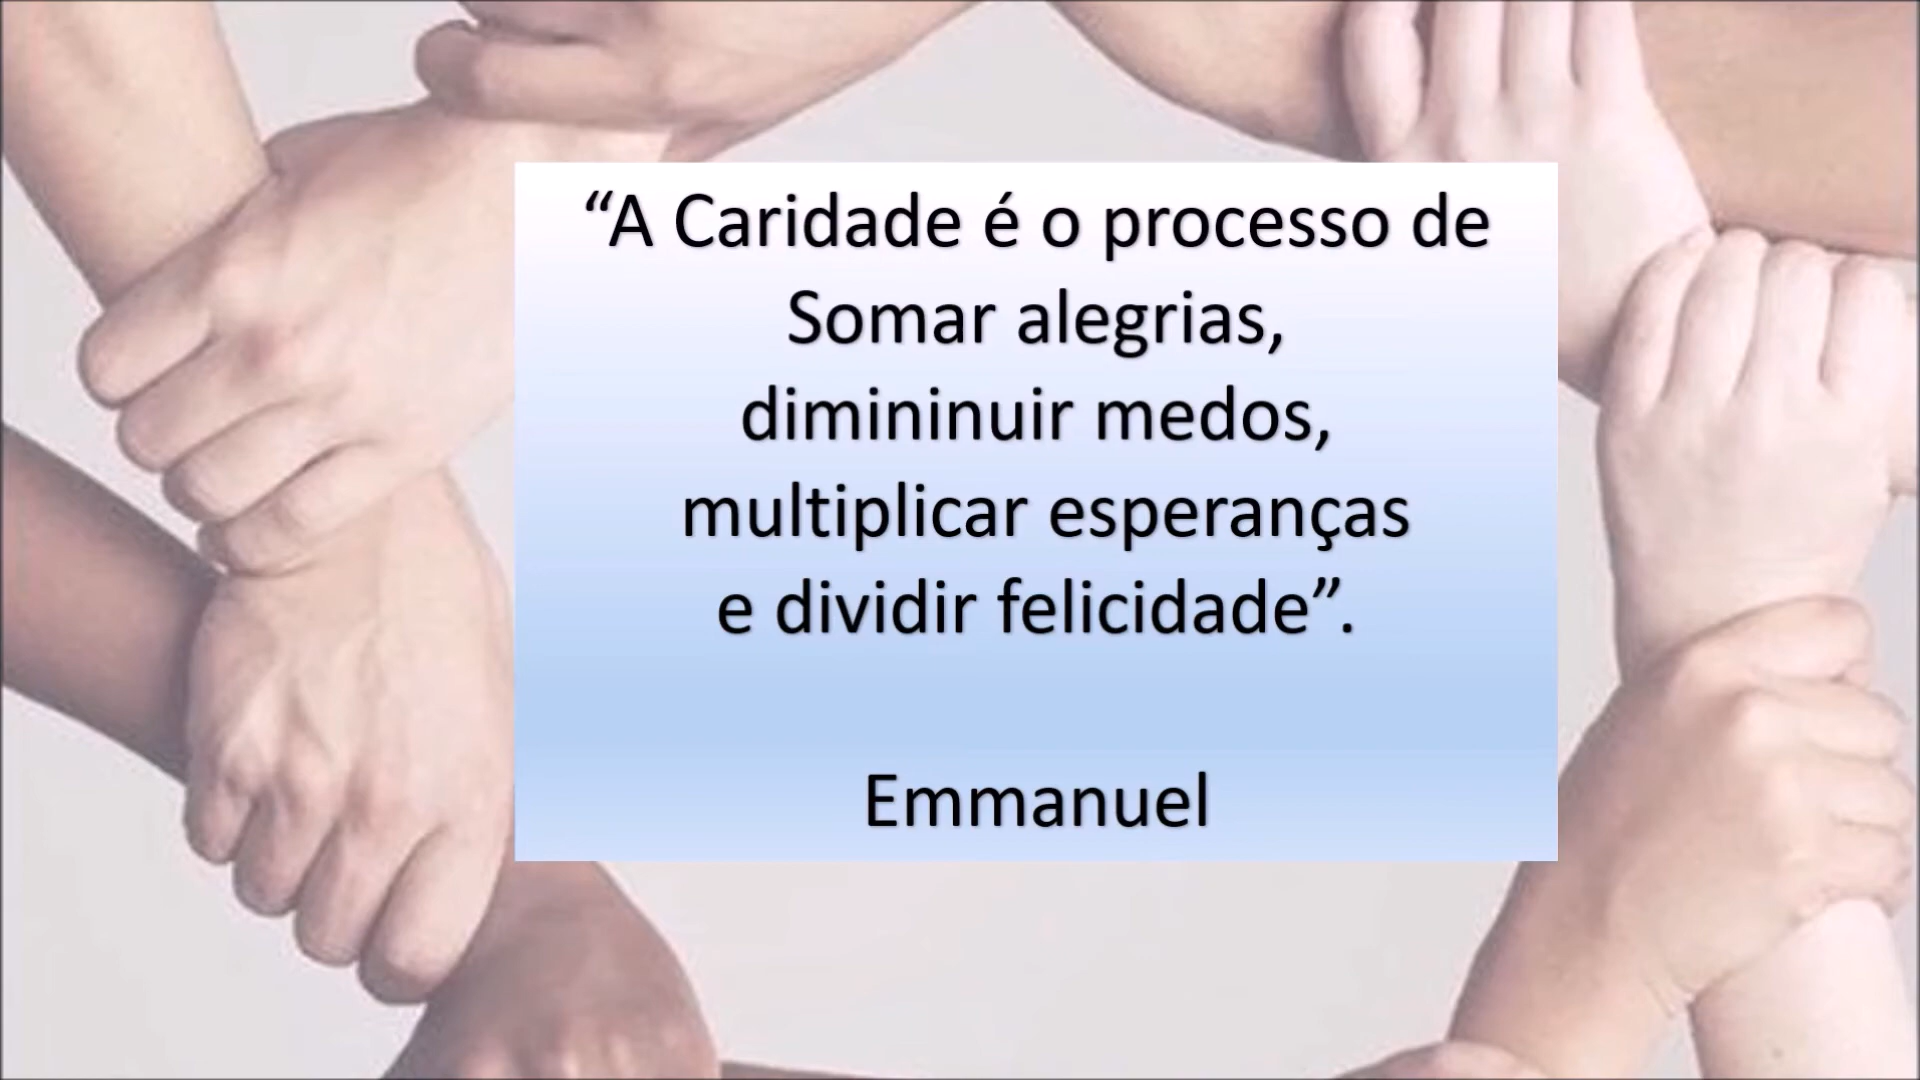 “A Caridade é o processo de
Somar alegrias,
dimininuir medos,
multiplicar esperanças
e dividir felicidade”.
Emmanuel